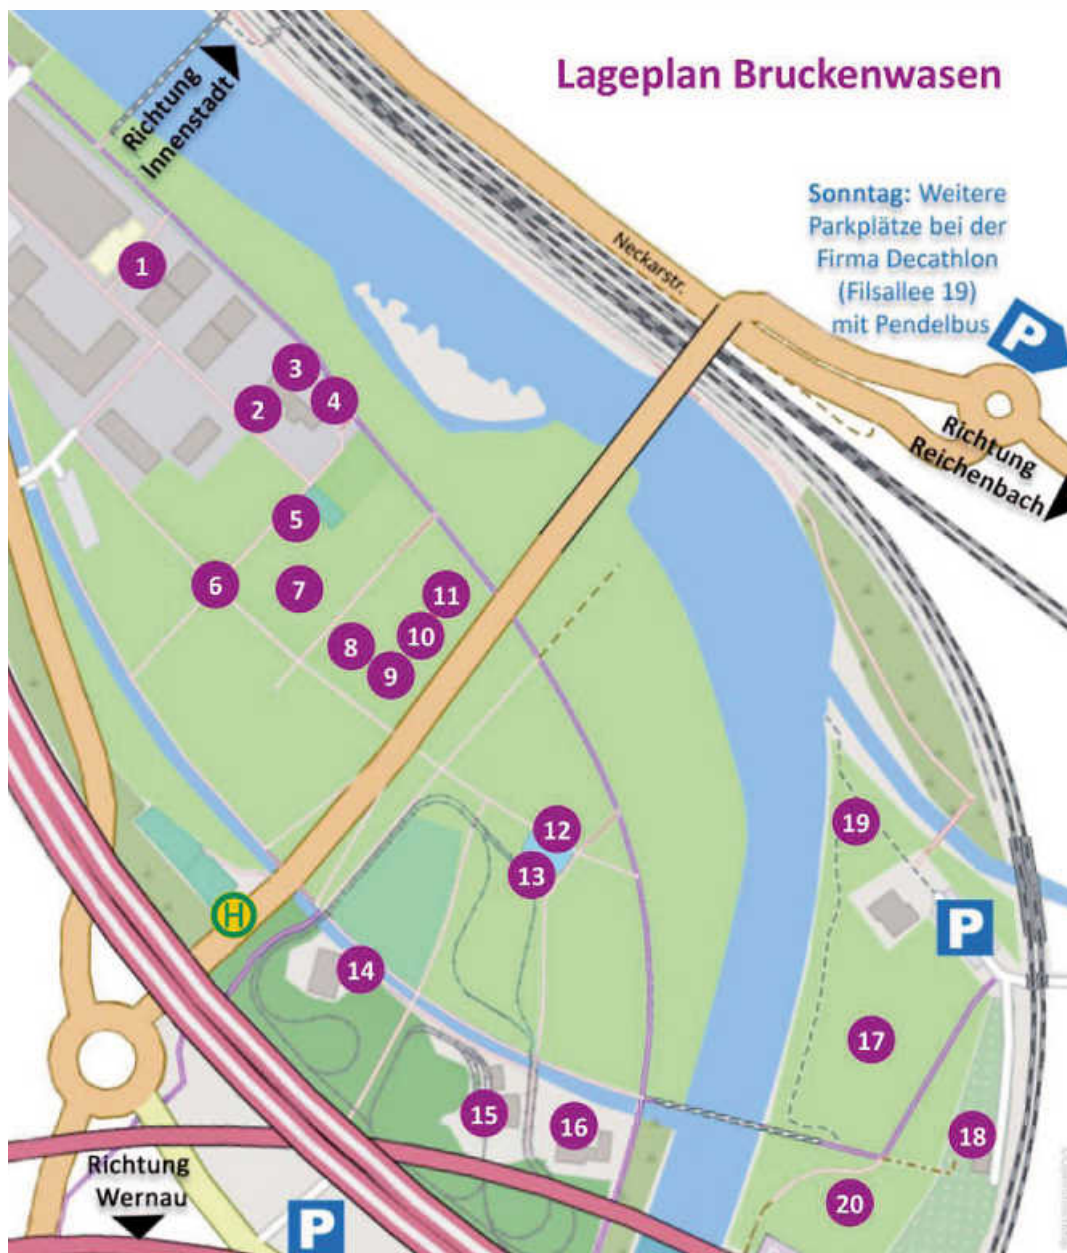 Lageplan Bruckenwasen
Richtung
Innenstadt
Sonntag: Weitere
Parkplätze bei der
Firma Decathlon
(Filsallee 19)
mit Pendelbus
P
Neckarstr.
1
3
2
4
Richtung
Reichenbach
5
6
7
11
8
10
9
12
19
13
H
P
14
17
15
16
18
Richtung
Wernau
20
P